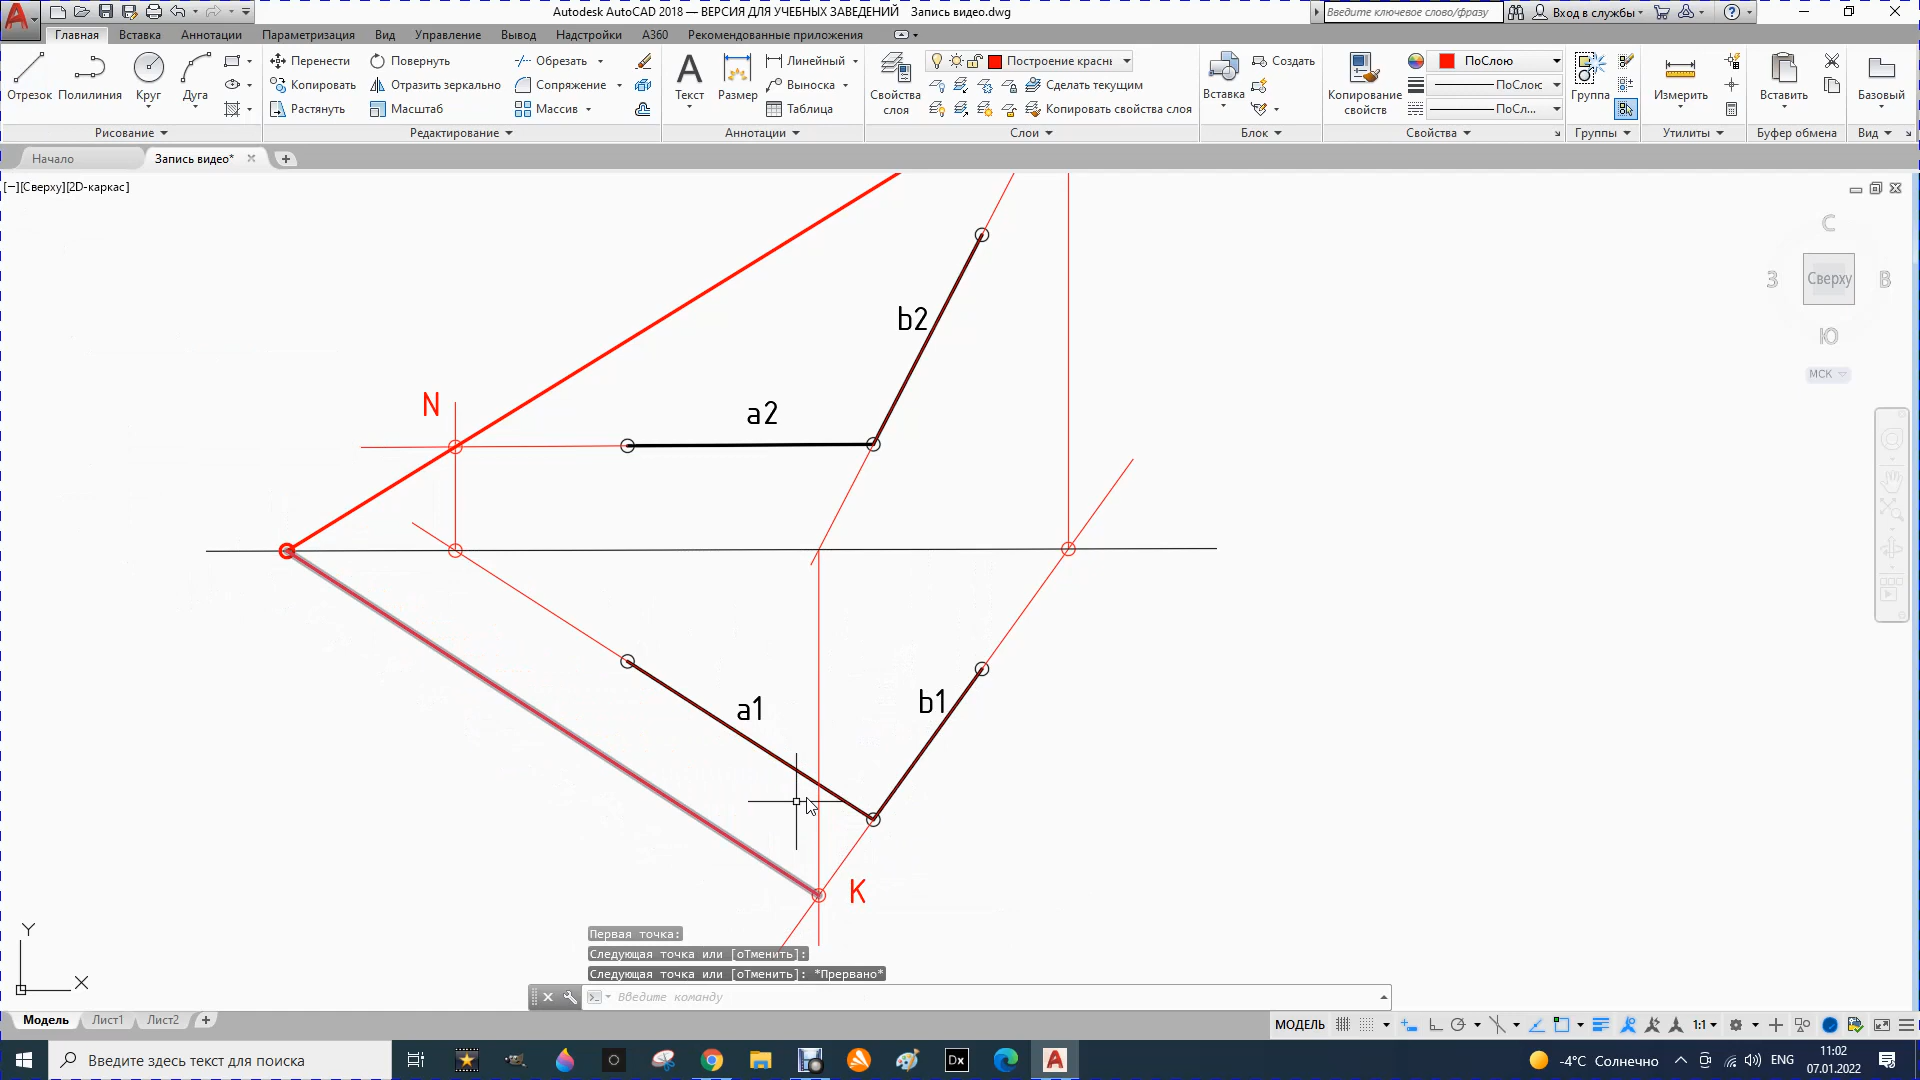 Autodesk AutoCAD 2018 — ВЕРСИЯ ДЛЯ УЧЕБНЫХ ЗАВЕДЕНИЙ Запись видео.dwg
Введите ключевое слово/фразу
Вход в службы
Главная Вставка Аннотации Параметризация Вид Управление Вывод Надстройки A360 Рекомендованные приложения
Отрезок Полилиния Круг Дуга
Перенести Повернуть Обрезать
Копировать Отразить зеркально Сопряжение
Растянуть Масштаб Массив
Текст Размер
Линейный
Выноска
Таблица
Свойства слоя
Построение красн
Сделать текущим
Копировать свойства слоя
Вставка
Создать
Копирование свойств
ПоСлою
ПоСлою
ПоСл...
Группа Измерить Вставить Базовый
Рисование Редактирование Аннотации Слои Блок Свойства Группы Утилиты Буфер обмена Вид
Начало Запись видео*
[−][Сверху][2D-каркас]
С
З Сверху В
Ю
МСК
b2
N
a2
a1
b1
K
Y
X
Первая точка:
Следующая точка или [оТменить]:
Следующая точка или [оТменить]: *Прервано*
Введите команду
Модель Лист1 Лист2
МОДЕЛЬ 1:1
Введите здесь текст для поиска
Dx
-4°C Солнечно
ENG
11:02
07.01.2022